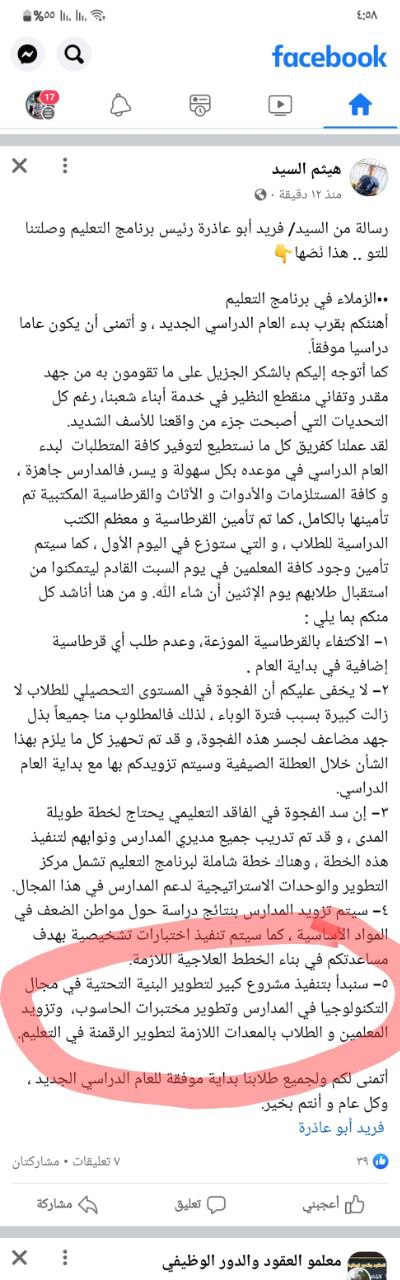 ٤:٥٨
%٥٥
facebook
17
هيثم السيد
منذ ١٢ دقيقة ·
رسالة من السيد/ فريد أبو عاذرة رئيس برنامج التعليم وصلتنا
للتو .. هذا نَصّها👇
••الزملاء في برنامج التعليم
أهنئكم بقرب بدء العام الدراسي الجديد ، و أتمنى أن يكون عاما
دراسيا موفقاً.
كما أتوجه إليكم بالشكر الجزيل على ما تقومون به من جهد
مقدر وتفاني منقطع النظير في خدمة أبناء شعبنا، رغم كل
التحديات التي أصبحت جزء من واقعنا للأسف الشديد.
لقد عملنا كفريق كل ما نستطيع لتوفير كافة المتطلبات لبدء
العام الدراسي في موعده بكل سهولة و يسر، فالمدارس جاهزة ،
و كافة المستلزمات والأدوات و الأثاث والقرطاسية المكتبية تم
تأمينها بالكامل، كما تم تأمين القرطاسية و معظم الكتب
الدراسية للطلاب ، و التي ستوزع في اليوم الأول ، كما سيتم
تأمين وجود كافة المعلمين في يوم السبت القادم ليتمكنوا من
استقبال طلابهم يوم الإثنين أن شاء الله. و من هنا أناشد كل
منكم بما يلي :
١- الاكتفاء بالقرطاسية الموزعة، وعدم طلب أي قرطاسية
إضافية في بداية العام .
٢- لا يخفى عليكم أن الفجوة في المستوى التحصيلي للطلاب لا
زالت كبيرة بسبب فترة الوباء ، لذلك فالمطلوب منا جميعاً بذل
جهد مضاعف لجسر هذه الفجوة، و قد تم تحهيز كل ما يلزم بهذا
الشأن خلال العطلة الصيفية وسيتم تزويدكم بها مع بداية العام
الدراسي.
٣- إن سد الفجوة في الفاقد التعليمي يحتاج لخطة طويلة
المدى ، و قد تم تدريب جميع مديري المدارس ونوابهم لتنفيذ
هذه الخطة ، وهناك خطة شاملة لبرنامج التعليم تشمل مركز
التطوير والوحدات الاستراتيجية لدعم المدارس في هذا المجال.
٤- سيتم تزويد المدارس بنتائج دراسة حول مواطن الضعف في
المواد الأساسية ، كما سيتم تنفيذ اختبارات تشخيصية بهدف
مساعدتكم في بناء الخطط العلاجية اللازمة.
٥- سنبدأ بتنفيذ مشروع كبير لتطوير البنية التحتية في مجال
التكنولوجيا في المدارس وتطوير مختبرات الحاسوب، وتزويد
المعلمين و الطلاب بالمعدات اللازمة لتطوير الرقمنة في التعليم.
أتمنى لكم ولجميع طلابنا بداية موفقة للعام الدراسي الجديد ،
وكل عام و أنتم بخير.
فريد أبو عاذرة
٣٩
٧ تعليقات • مشاركتان
أعجبني
تعليق
مشاركة
معلمو العقود والدور الوظيفي